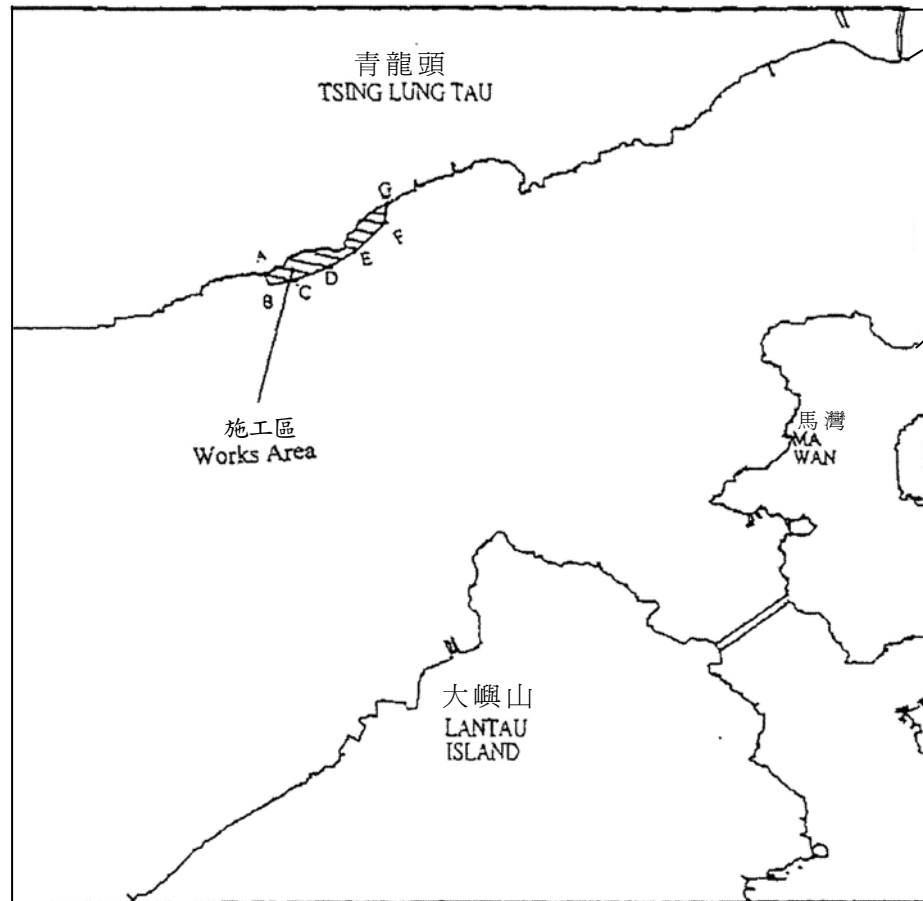 青龍頭
TSING LUNG TAU
G
A
F
E
D
C
B
施工區
Works Area
馬灣
MA
WAN
大嶼山
LANTAU
ISLAND